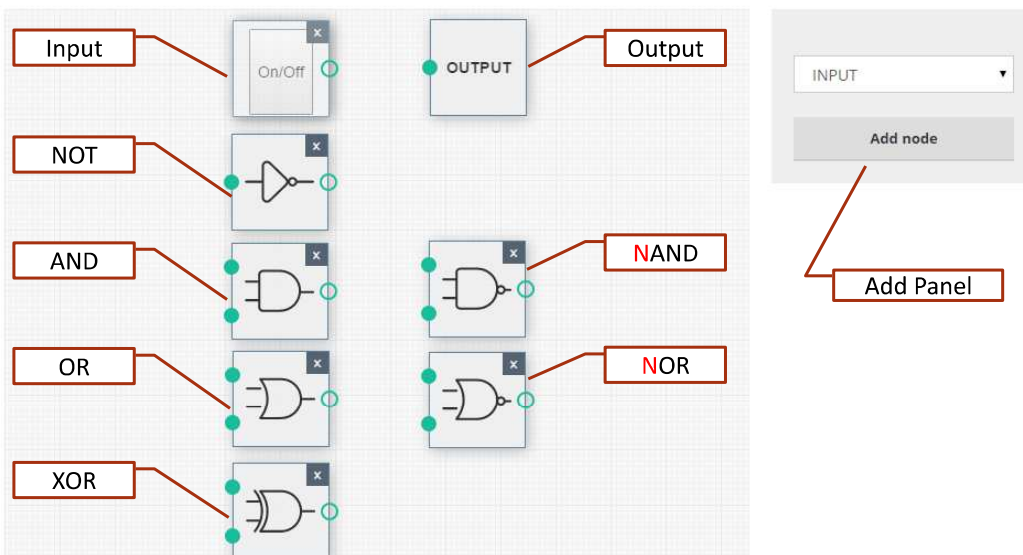 Input
x
On/Off
OUTPUT
Output
INPUT
Add node
NOT
x
AND
x
x
NAND
Add Panel
OR
x
x
NOR
XOR
x